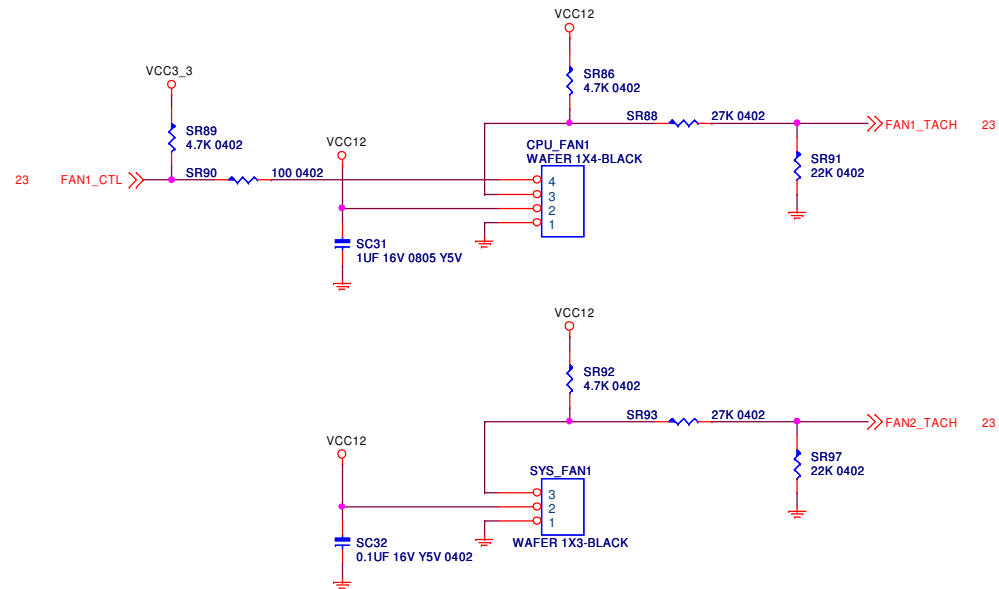 VCC12
SR86
4.7K 0402
VCC3_3
SR89
4.7K 0402
SR88 27K 0402
FAN1_TACH 23
VCC12
CPU_FAN1
WAFER 1X4-BLACK
SR91
22K 0402
23 FAN1_CTL
SR90 100 0402
4
3
2
1
SC31
1UF 16V 0805 Y5V
VCC12
SR92
4.7K 0402
SR93 27K 0402
FAN2_TACH 23
VCC12
SYS_FAN1
SR97
22K 0402
3
2
1
WAFER 1X3-BLACK
SC32
0.1UF 16V Y5V 0402